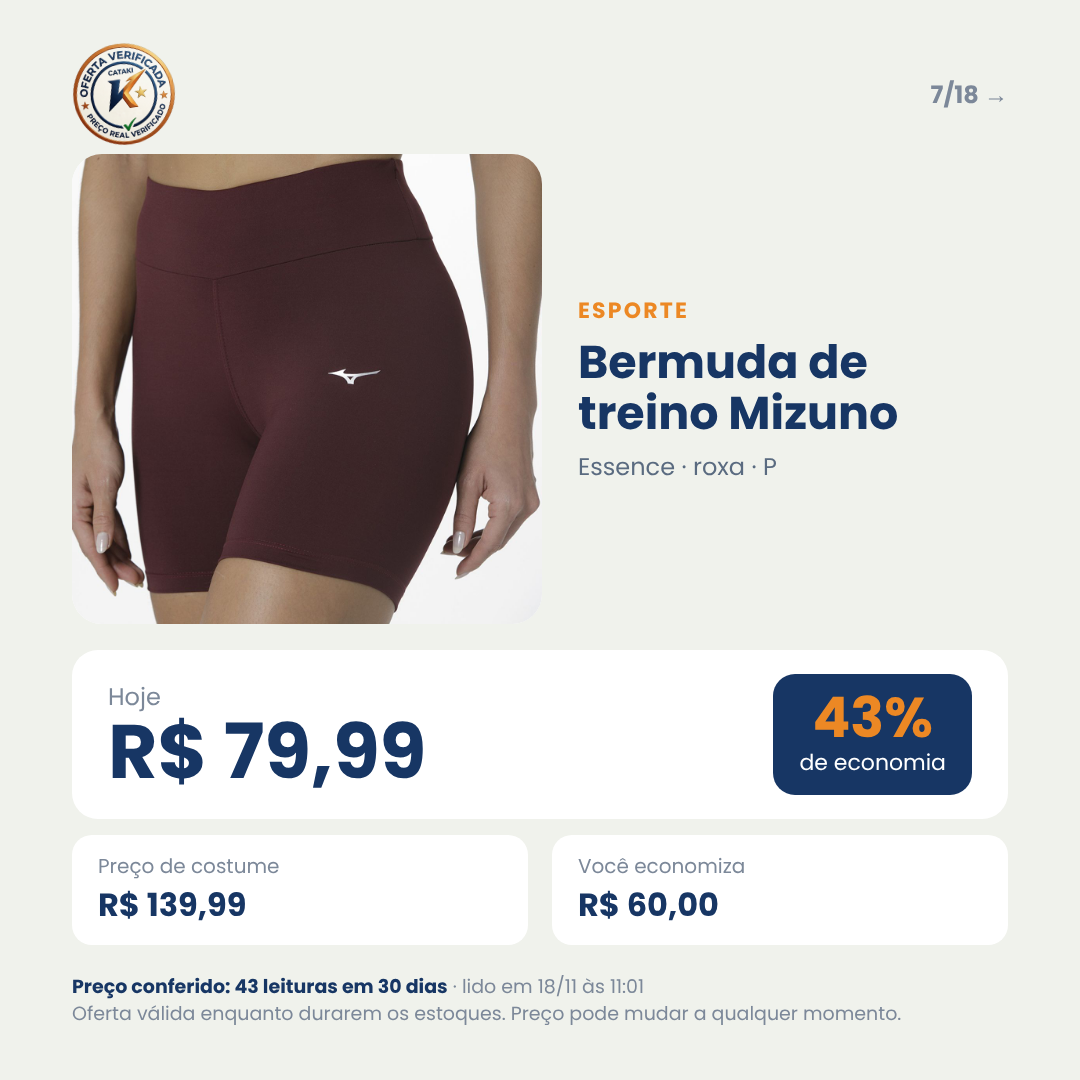 OFERTA VERIFICADA
CATAKI
K
PREÇO REAL VERIFICADO
7/18 →
ESPORTE
Bermuda de
treino Mizuno
Essence · roxa · P
Hoje
R$ 79,99
43%
de economia
Preço de costume
R$ 139,99
Você economiza
R$ 60,00
Preço conferido: 43 leituras em 30 dias · lido em 18/11 às 11:01
Oferta válida enquanto durarem os estoques. Preço pode mudar a qualquer momento.